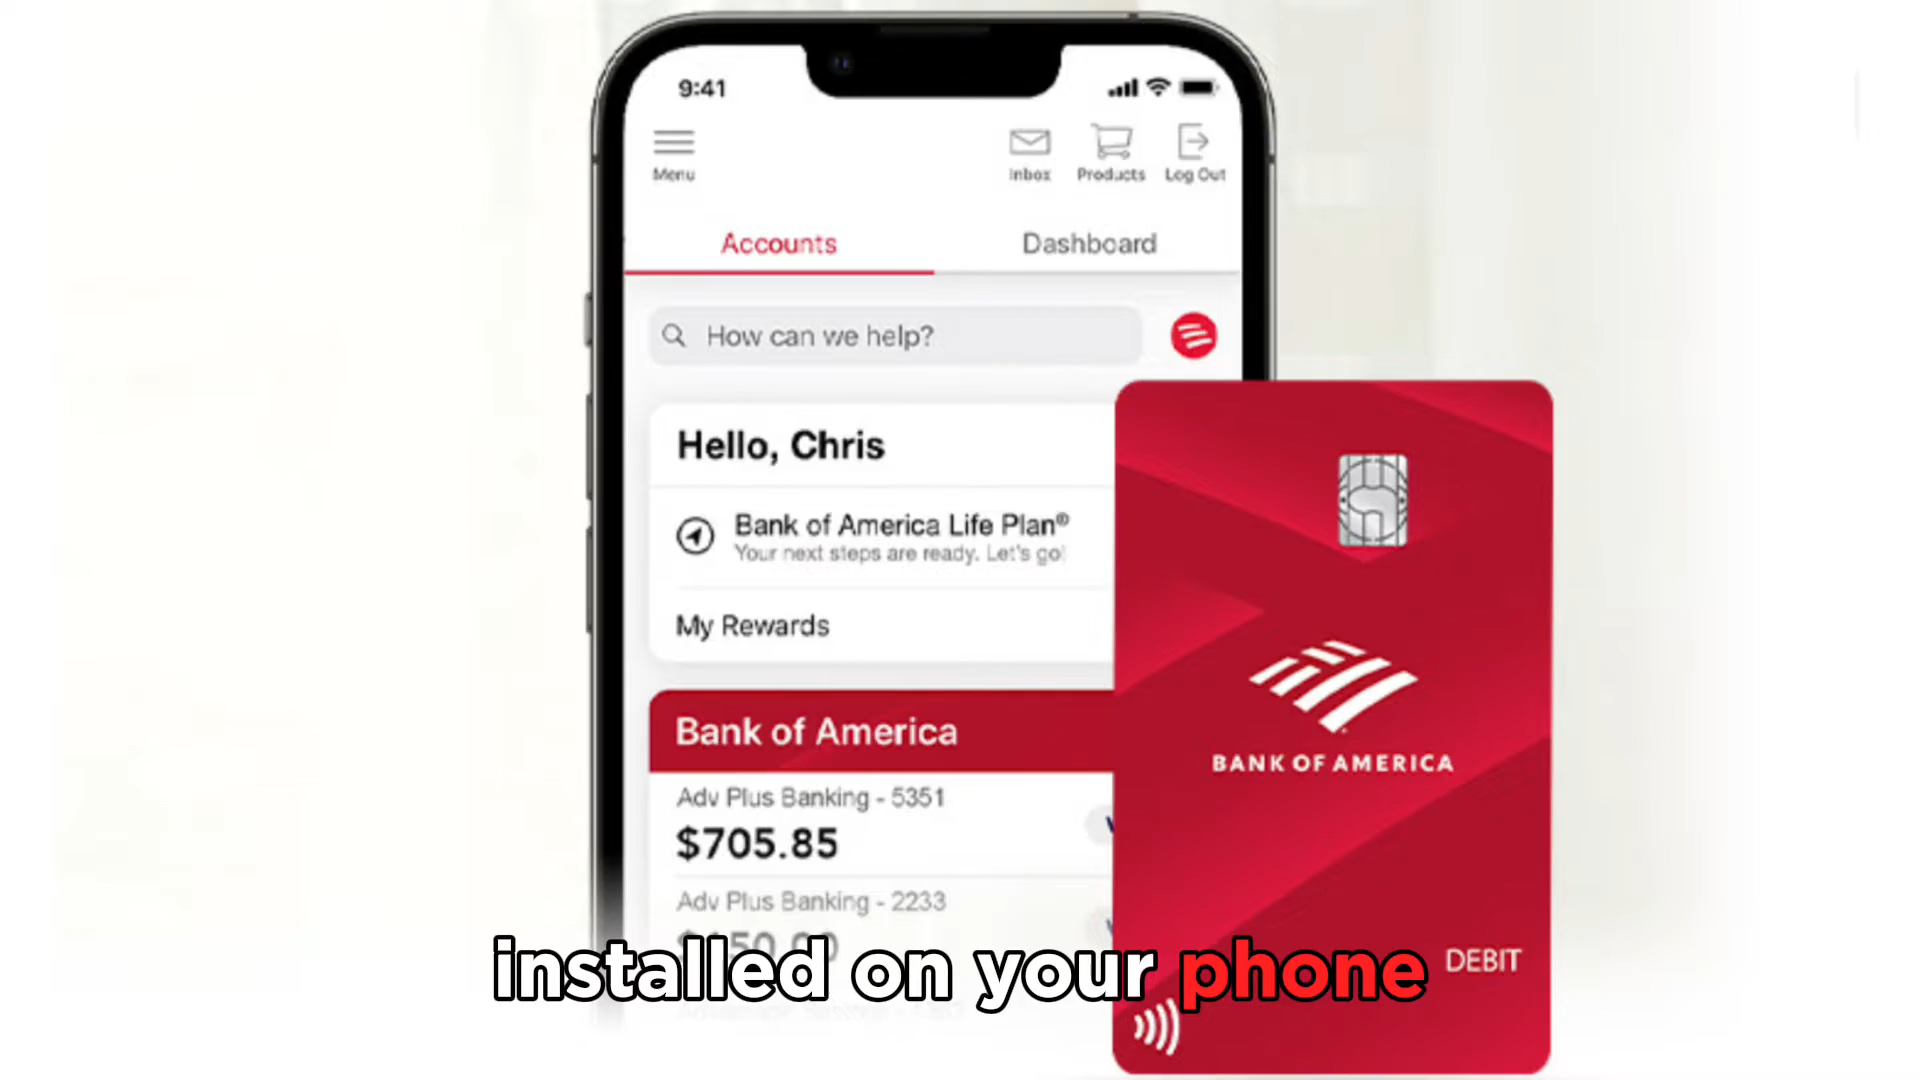 9:41
Menu
Inbox
Products
Log Out
Accounts
Dashboard
How can we help?
Hello, Chris
Bank of America Life Plan®
Your next steps are ready. Let's go!
My Rewards
Bank of America
Adv Plus Banking - 5351
$705.85
Adv Plus Banking - 2233
BANK OF AMERICA
DEBIT
installed on your phone